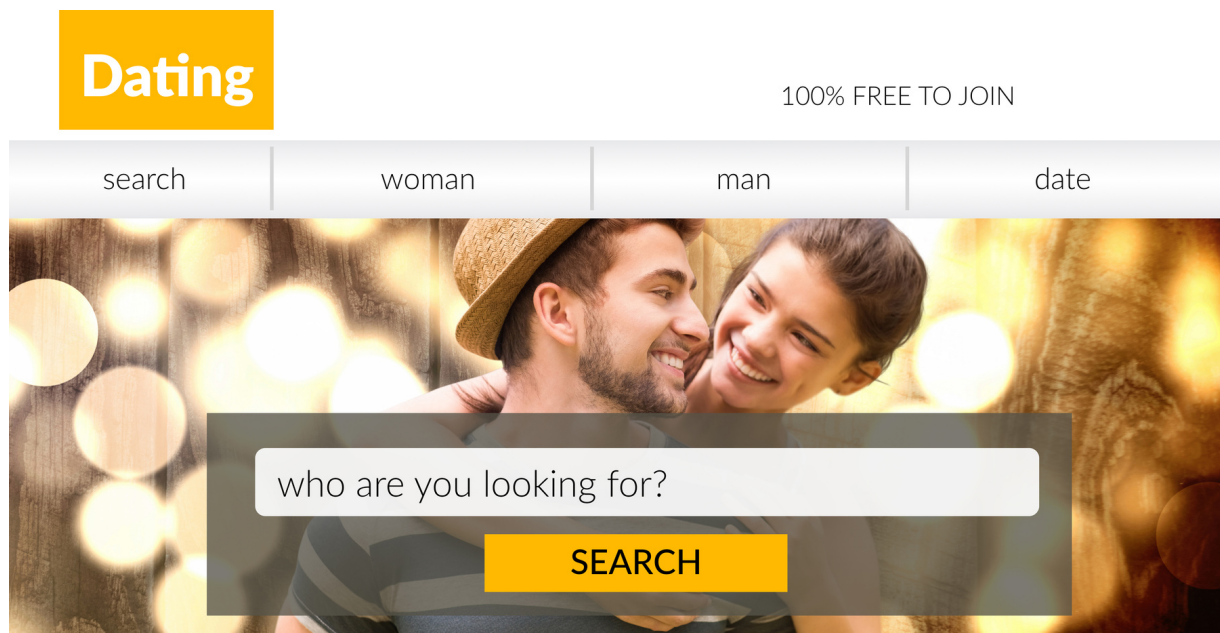 Dating
100% FREE TO JOIN
search woman man date
who are you looking for?
SEARCH